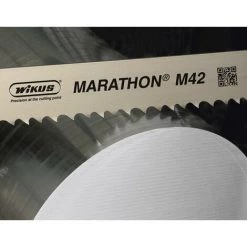 WIKUS
Precision at the cutting point
MARATHON® M42